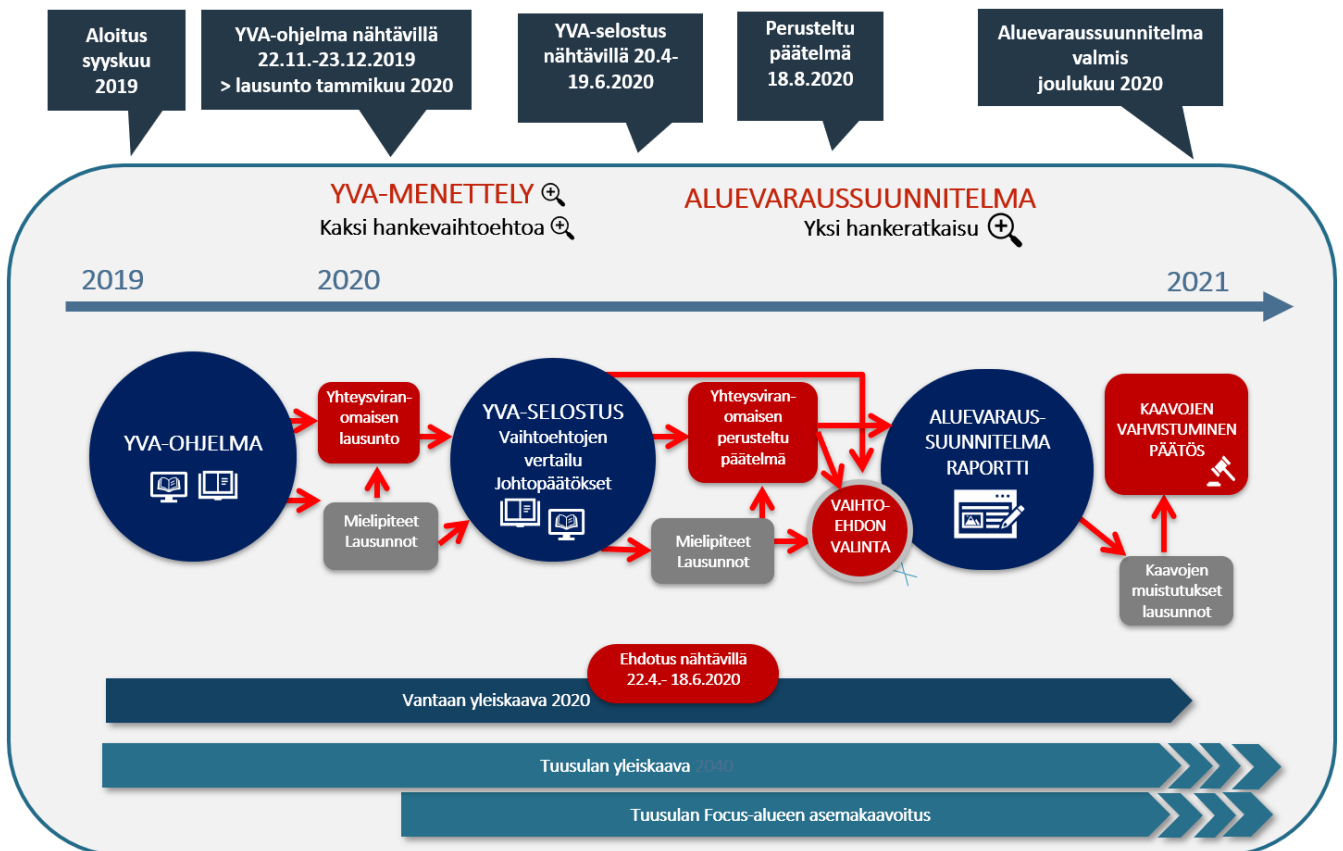 Aloitus
syyskuu
2019
YVA-ohjelma nähtävillä
22.11.-23.12.2019
> lausunto tammikuu 2020
YVA-selostus
nähtävillä 20.4-
19.6.2020
Perusteltu
päätelmä
18.8.2020
Aluevaraussuunnitelma
valmis
joulukuu 2020
YVA-MENETTELY
Kaksi hankevaihtoehtoa
ALUEVARAUSSUUNNITELMA
Yksi hankeratkaisu
2019
2020
2021
YVA-OHJELMA
Yhteysviran-
omaisen
lausunto
Mielipiteet
Lausunnot
YVA-SELOSTUS
Vaihtoehtojen
vertailu
Johtopäätökset
Yhteysviran-
omaisen
perusteltu
päätelmä
Mielipiteet
Lausunnot
VAIHTO-
EHDON
VALINTA
ALUEVARAUS-
SUUNNITELMA
RAPORTTI
KAAVOJEN
VAHVISTUMINEN
PÄÄTÖS
Kaavojen
muistutukset
lausunnot
Ehdotus nähtävillä
22.4.- 18.6.2020
Vantaan yleiskaava 2020
Tuusulan yleiskaava 2040
Tuusulan Focus-alueen asemakaavoitus